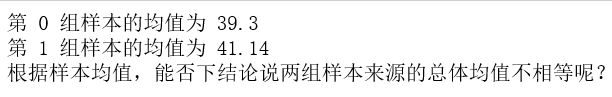 第 0 组样本的均值为 39.3
第 1 组样本的均值为 41.14
根据样本均值，能否下结论说两组样本来源的总体均值不相等呢？